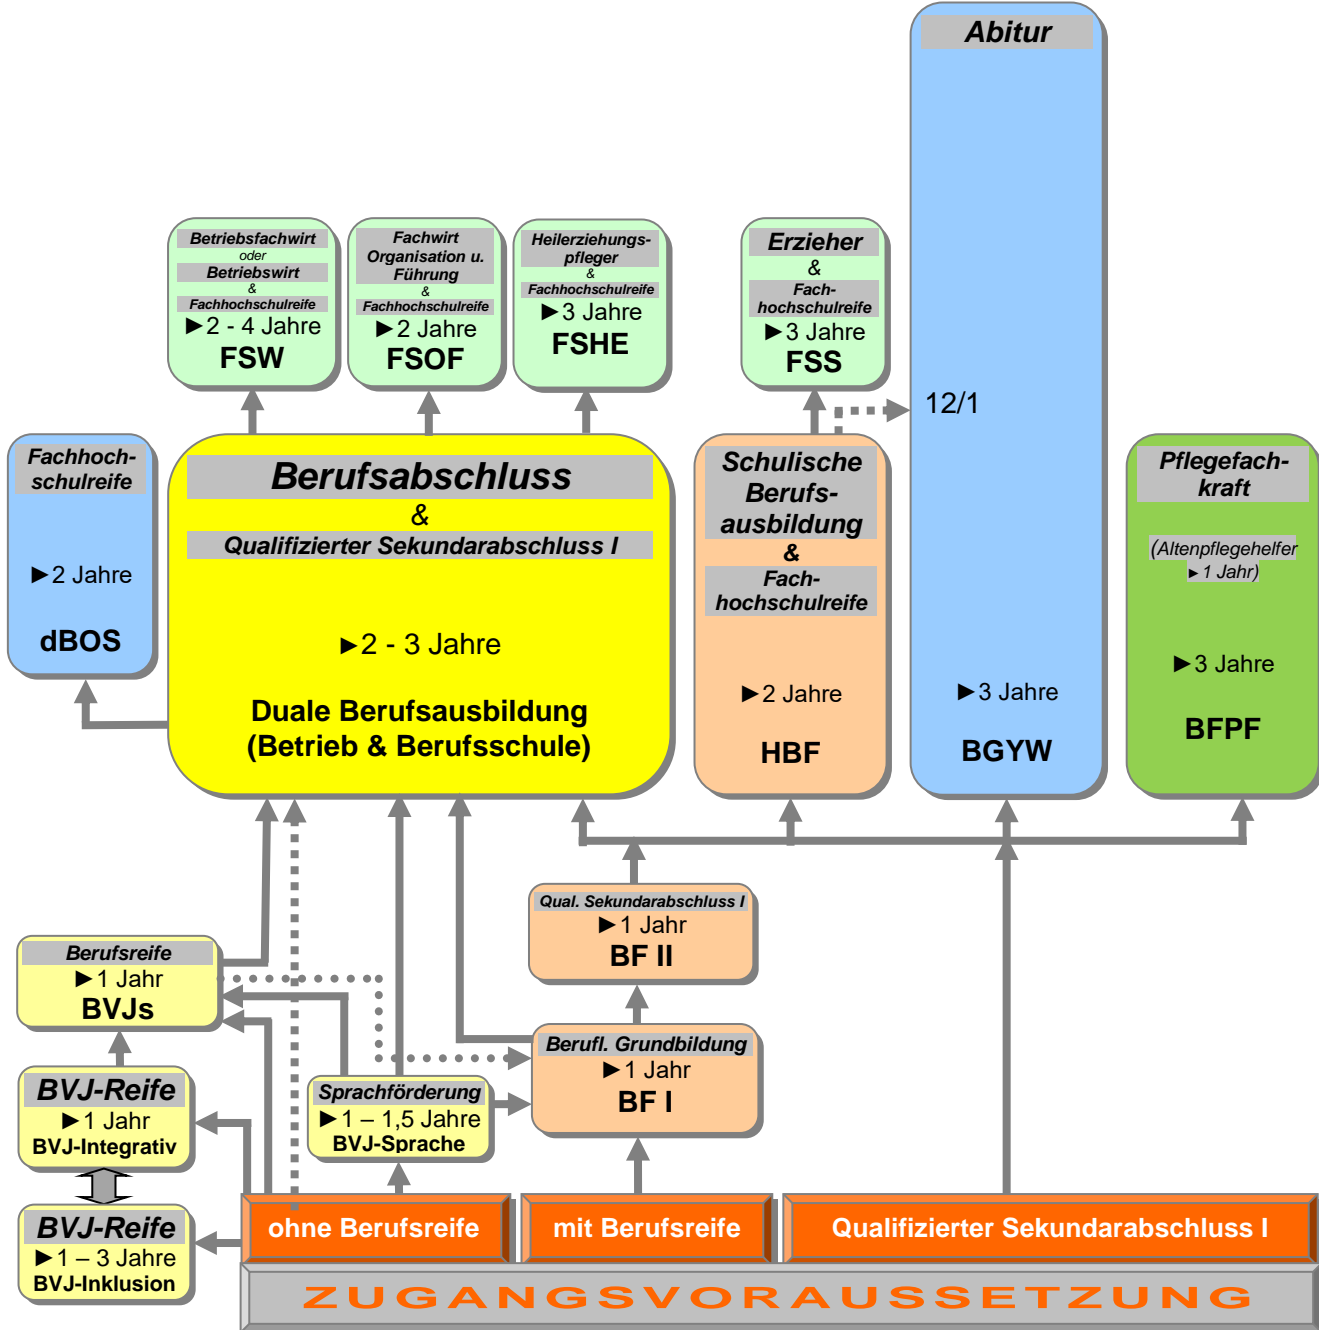 Abitur
12/1
►3 Jahre
BGYW
Betriebsfachwirt
oder
Betriebswirt
&
Fachhochschulreife
►2 - 4 Jahre
FSW
Fachwirt
Organisation u.
Führung
&
Fachhochschulreife
►2 Jahre
FSOF
Heilerziehungs-
pfleger
&
Fachhochschulreife
►3 Jahre
FSHE
Erzieher
&
Fach-
hochschulreife
►3 Jahre
FSS
Fachhoch-
schulreife
►2 Jahre
dBOS
Berufsabschluss
&
Qualifizierter Sekundarabschluss I
►2 - 3 Jahre
Duale Berufsausbildung
(Betrieb & Berufsschule)
Schulische
Berufs-
ausbildung
&
Fach-
hochschulreife
►2 Jahre
HBF
Pflegefach-
kraft
(Altenpflegehelfer
►1 Jahr)
►3 Jahre
BFPF
Qual. Sekundarabschluss I
►1 Jahr
BF II
Berufsreife
►1 Jahr
BVJs
Berufl. Grundbildung
►1 Jahr
BF I
BVJ-Reife
►1 Jahr
BVJ-Integrativ
Sprachförderung
►1 – 1,5 Jahre
BVJ-Sprache
BVJ-Reife
►1 – 3 Jahre
BVJ-Inklusion
ohne Berufsreife
mit Berufsreife
Qualifizierter Sekundarabschluss I
ZUGANGSVORAUSSETZUNG